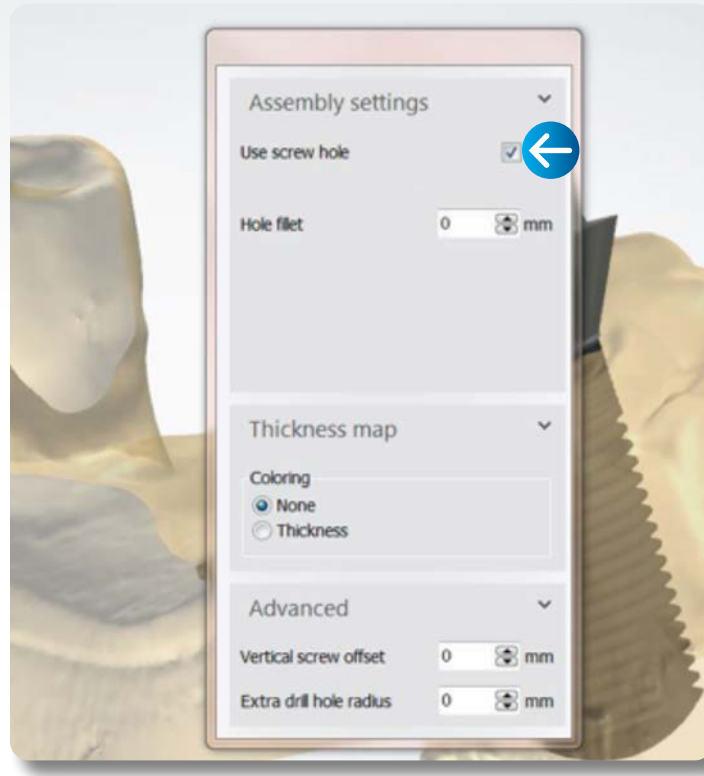 Assembly settings
Use screw hole
Hole fillet 0 mm
Thickness map
Coloring
None
Thickness
Advanced
Vertical screw offset 0 mm
Extra drill hole radius 0 mm